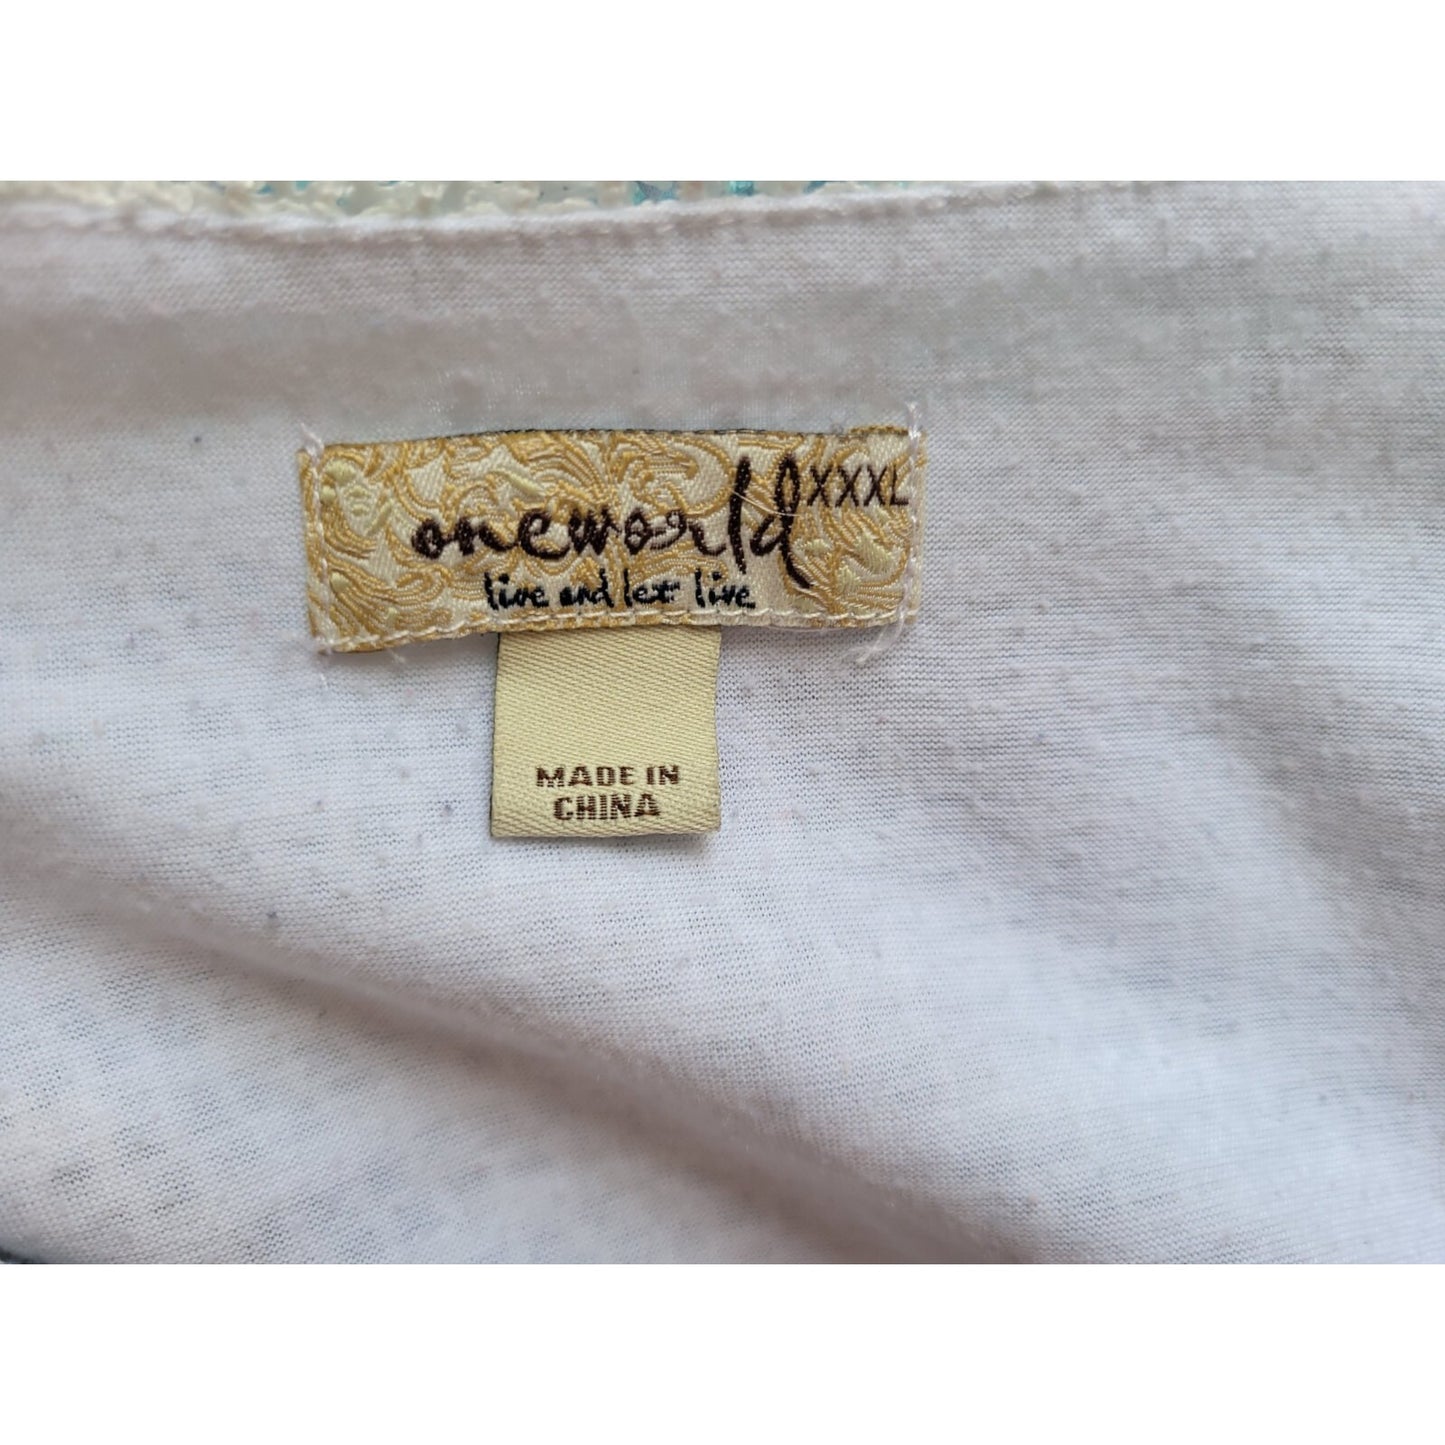 oneworld XXXL
live and let live
MADE IN
CHINA